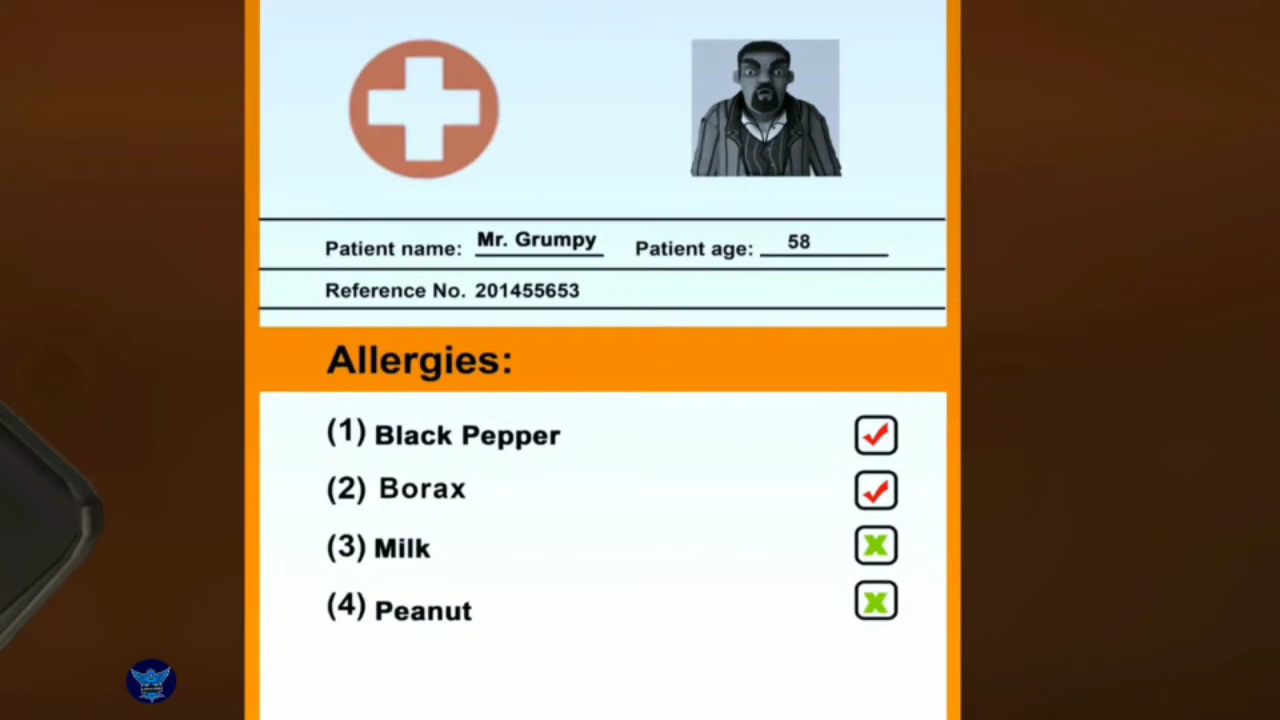 Patient name: Mr. Grumpy Patient age: 58
Reference No. 201455653
Allergies:
(1) Black Pepper
(2) Borax
(3) Milk
(4) Peanut